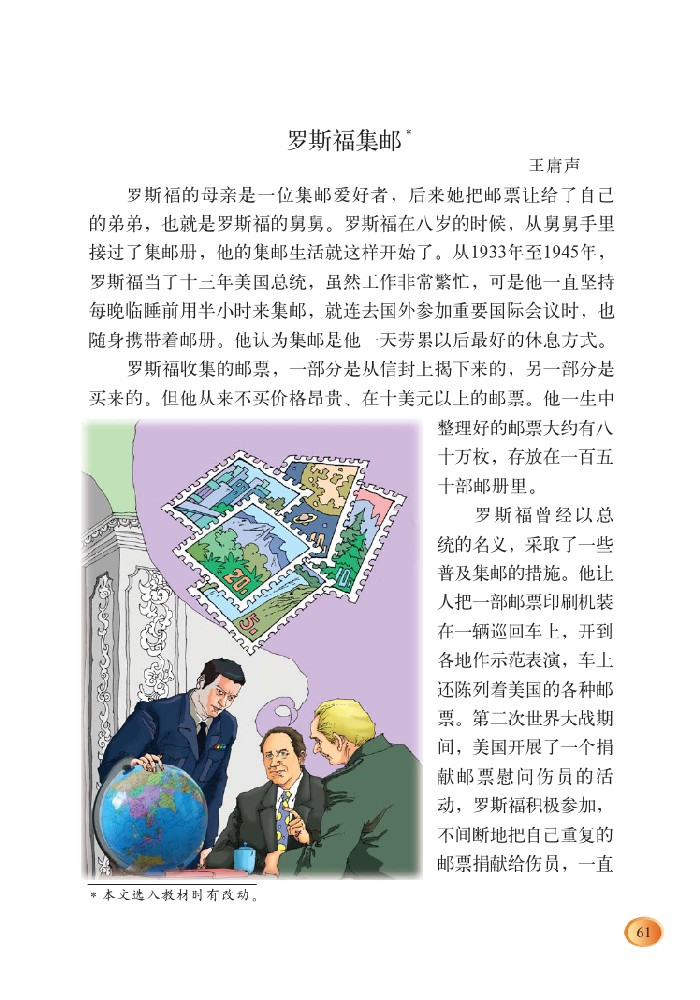 罗斯福集邮*
王唐声
罗斯福的母亲是一位集邮爱好者，后来她把邮票让给了自己
的弟弟，也就是罗斯福的舅舅。罗斯福在八岁的时候，从舅舅手里
接过了集邮册，他的集邮生活就这样开始了。从1933年至1945年，
罗斯福当了十三年美国总统，虽然工作非常繁忙，可是他一直坚持
每晚临睡前用半小时来集邮，就连去国外参加重要国际会议时，也
随身携带着邮册。他认为集邮是他一天劳累以后最好的休息方式。
罗斯福收集的邮票，一部分是从信封上揭下来的，另一部分是
买来的。但他从来不买价格昂贵、在十美元以上的邮票。他一生中
整理好的邮票大约有八
十万枚，存放在一百五
十部邮册里。
罗斯福曾经以总
统的名义，采取了一些
普及集邮的措施。他让
人把一部邮票印刷机装
在一辆巡回车上，开到
各地作示范表演，车上
还陈列着美国的各种邮
票。第二次世界大战期
间，美国开展了一个捐
献邮票慰问伤员的活
动，罗斯福积极参加，
不间断地把自己重复的
邮票捐献给伤员，一直
20
10
5
* 本文选入教材时有改动。
61